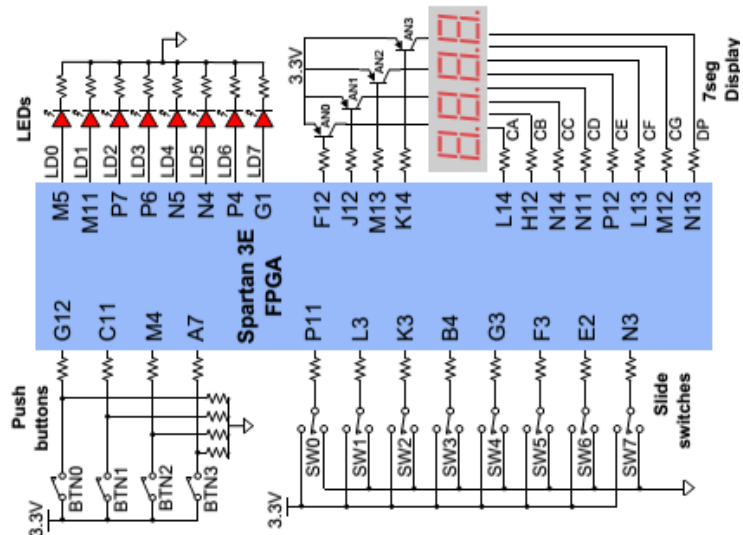 LEDs
LD0
LD1
LD2
LD3
LD4
LD5
LD6
LD7
3.3V
AN0
AN1
AN2
AN3
8.8.8.8.
7seg
Display
CA
CB
CC
CD
CE
CF
CG
DP
M5
M11
P7
P6
N5
N4
P4
G1
F12
J12
M13
K14
L14
H12
N14
N11
P12
L13
M12
N13
Spartan 3E
FPGA
G12
C11
M4
A7
P11
L3
K3
B4
G3
F3
E2
N3
Push
buttons
BTN0
BTN1
BTN2
BTN3
3.3V
Slide
switches
SW0
SW1
SW2
SW3
SW4
SW5
SW6
SW7
3.3V